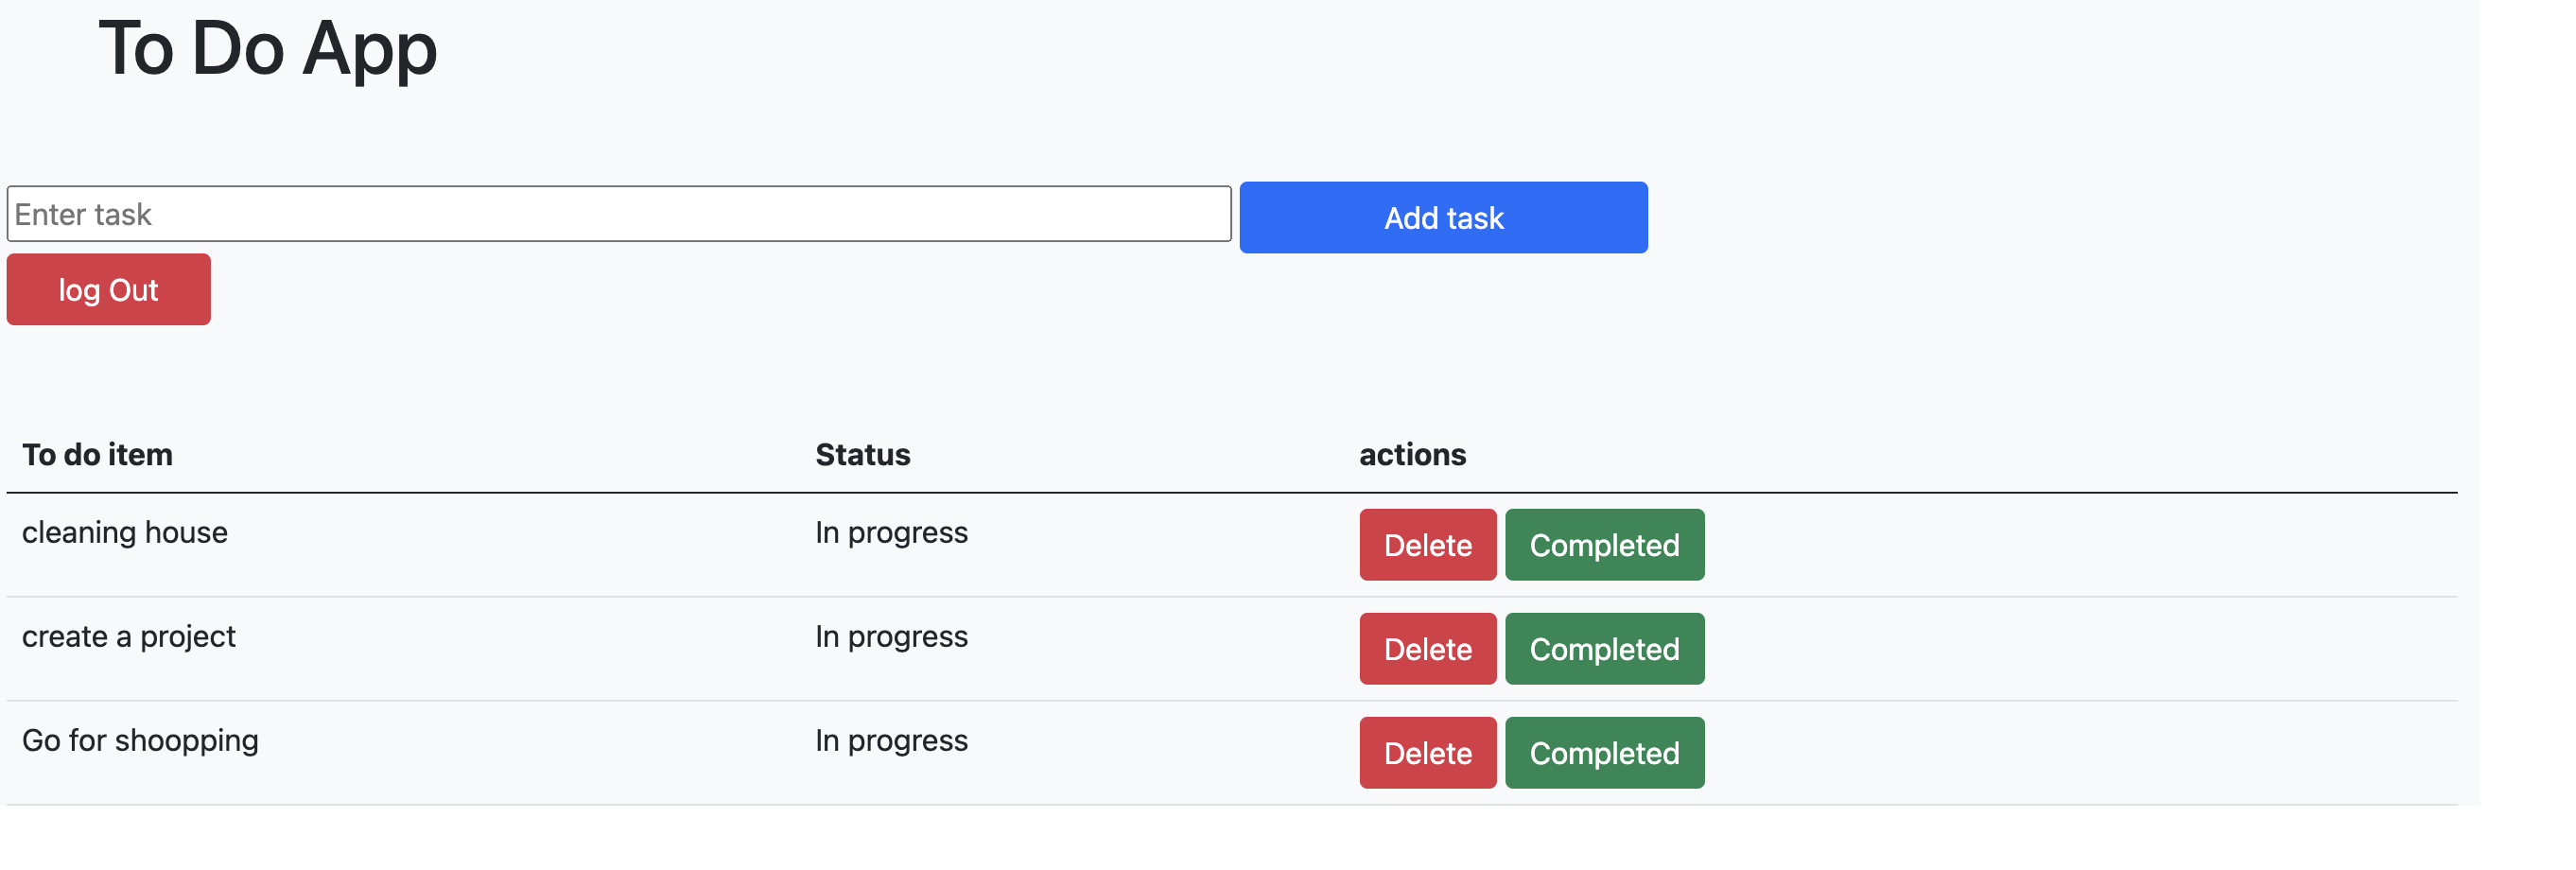 To Do App
Enter task
Add task
log Out
To do item Status actions
cleaning house In progress Delete Completed
create a project In progress Delete Completed
Go for shoopping In progress Delete Completed